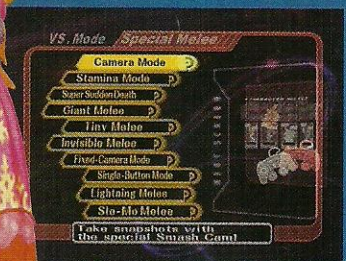 VS. Mode Special Melee
Camera Mode
Stamina Mode
Super Sudden Death
Giant Melee
Tiny Melee
Invisible Melee
Fixed-Camera Mode
Single-Button Mode
Lightning Melee
Slo-Mo Melee
Take snapshots with
the special Smash Cam!